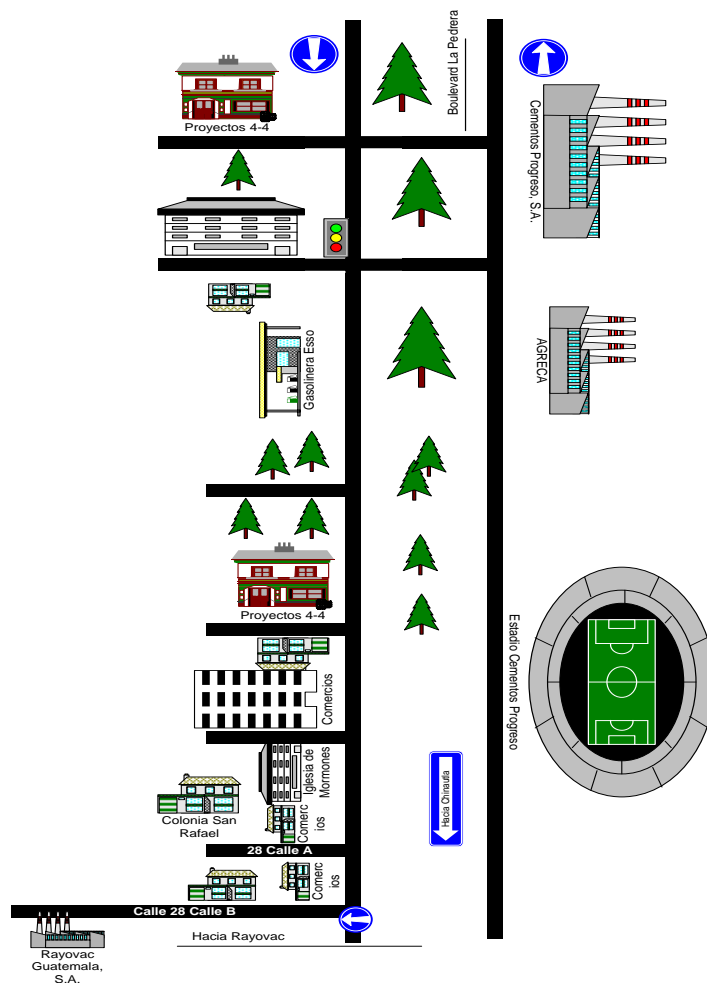 Boulevard La Pedrera
Proyectos 4-4
Cementos Progreso, S.A.
Gasolinera Esso
AGRECA
Proyectos 4-4
Estadio Cementos Progreso
Comercios
Iglesia de
Mormones
Hacia Chinautla
Colonia San
Rafael
Comerc
ios
28 Calle A
Comerc
ios
Calle 28 Calle B
Hacia Rayovac
Rayovac
Guatemala,
S.A.